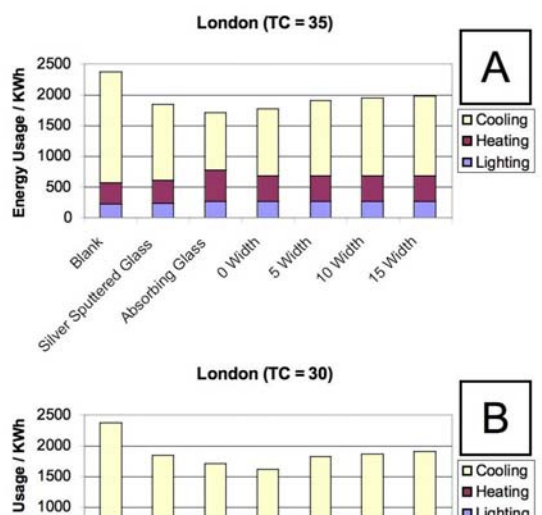 London (TC = 35)
A
Energy Usage / KWh
2500
2000
1500
1000
500
0
Cooling
Heating
Lighting
Blank
Silver Sputtered Glass
Absorbing Glass
0 Width
5 Width
10 Width
15 Width
London (TC = 30)
B
Usage / KWh
2500
2000
1500
1000
Cooling
Heating
Lighting